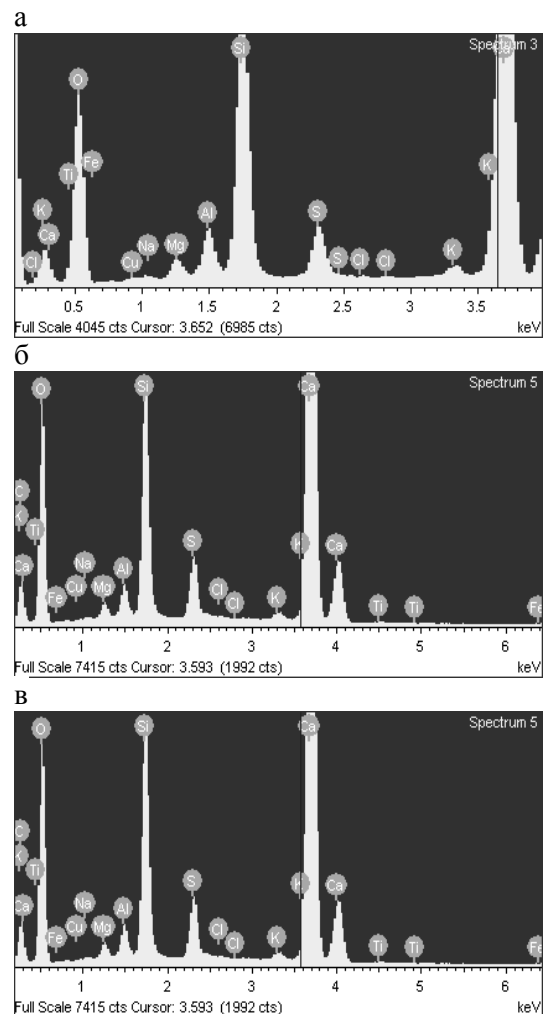 а
Spectrum 3
Si Ca
O
Fe
Ti K
K Al
Ca S
Na Mg K
Cl Cu S Cl Cl
0.5 1 1.5 2 2.5 3 3.5
Full Scale 4045 cts Cursor: 3.652 (6985 cts) keV
б
Spectrum 5
O Si Ca
C
K Ti S K
Ca Na Al Ca
Fe Cu Mg Cl Cl K Ti Ti Fe
1 2 3 4 5 6
Full Scale 7415 cts Cursor: 3.593 (1992 cts) keV
в
Spectrum 5
O Si Ca
C
K Ti S K
Ca Na Al Ca
Fe Cu Mg Cl Cl K Ti Ti Fe
1 2 3 4 5 6
Full Scale 7415 cts Cursor: 3.593 (1992 cts) keV